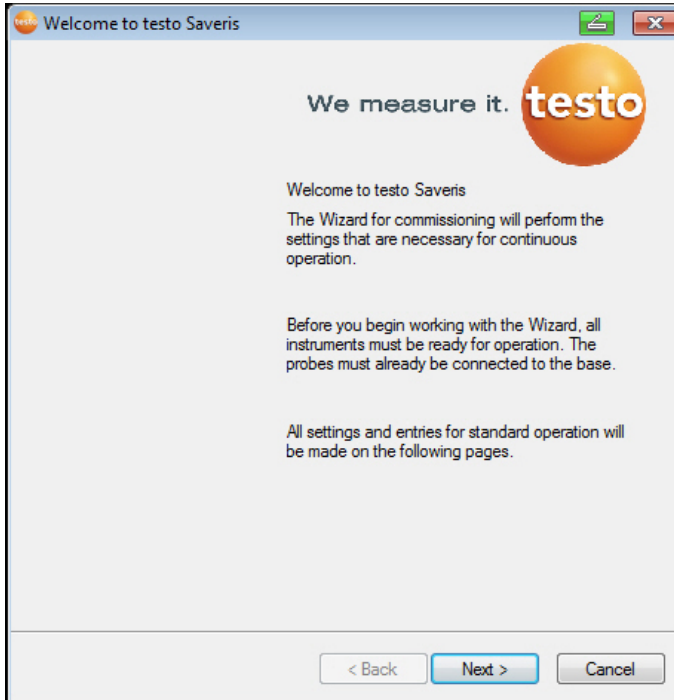 testo Welcome to testo Saveris
We measure it. testo
Welcome to testo Saveris
The Wizard for commissioning will perform the
settings that are necessary for continuous
operation.
Before you begin working with the Wizard, all
instruments must be ready for operation. The
probes must already be connected to the base.
All settings and entries for standard operation will
be made on the following pages.
< Back Next > Cancel